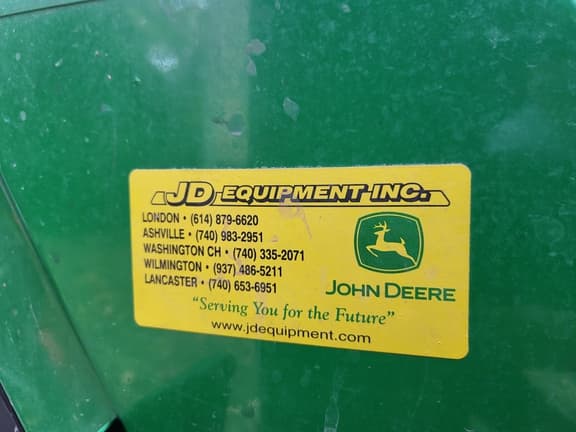 JD EQUIPMENT INC.
LONDON • (614) 879-6620
ASHVILLE • (740) 983-2951
WASHINGTON CH • (740) 335-2071
WILMINGTON • (937) 486-5211
LANCASTER • (740) 653-6951
JOHN DEERE
"Serving You for the Future"
www.jdequipment.com